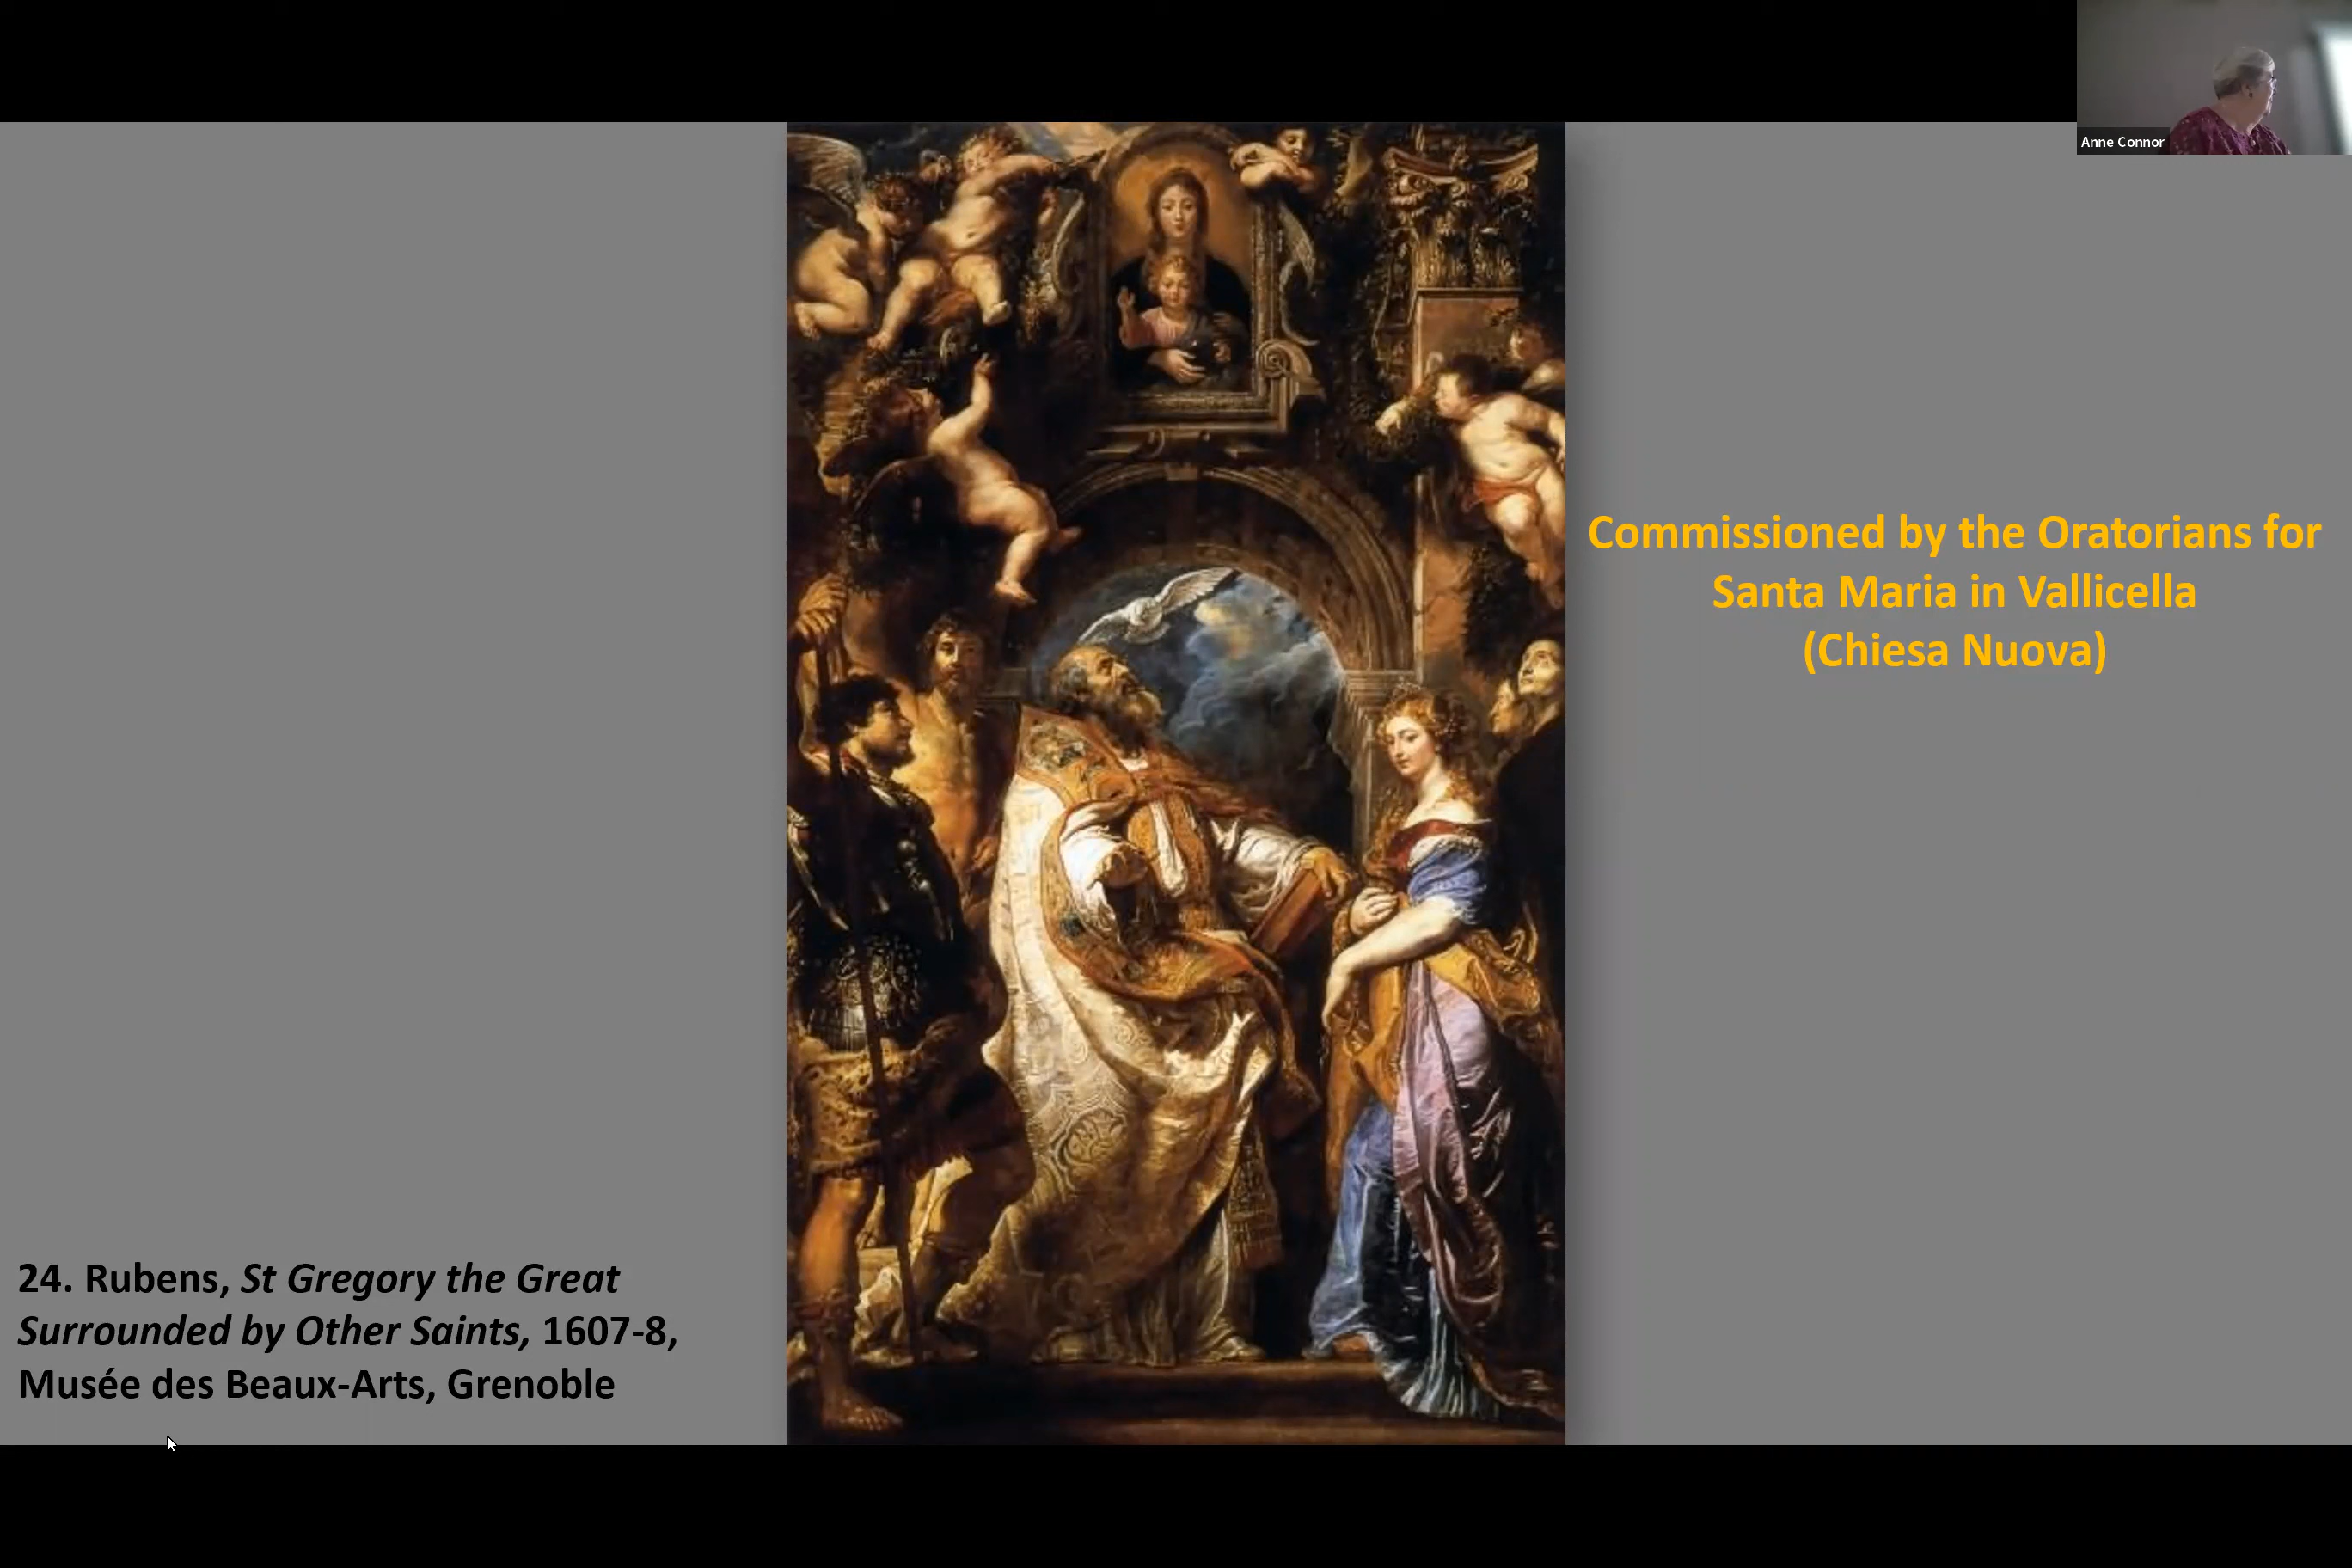 Anne Connor
Commissioned by the Oratorians for
Santa Maria in Vallicella
(Chiesa Nuova)
24. Rubens, St Gregory the Great
Surrounded by Other Saints, 1607-8,
Musée des Beaux-Arts, Grenoble